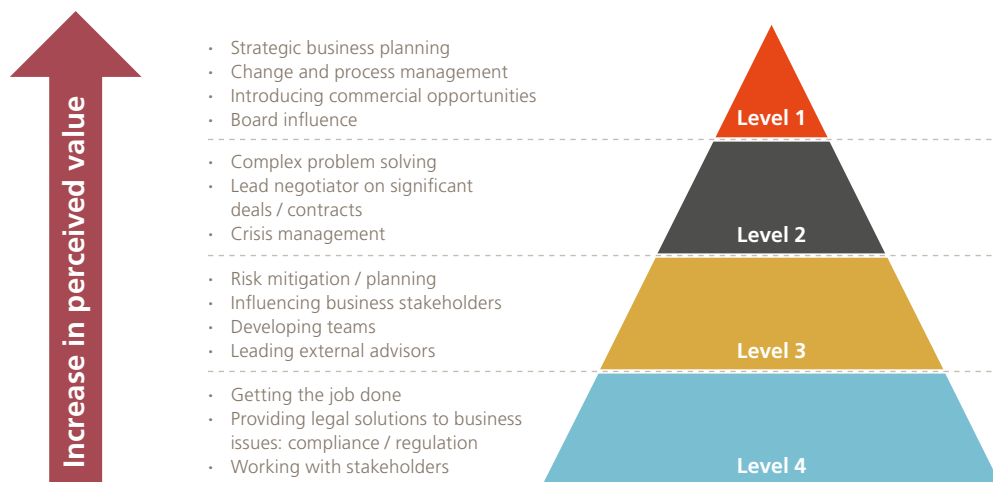 Increase in perceived value
· Strategic business planning
· Change and process management
· Introducing commercial opportunities
· Board influence
Level 1
· Complex problem solving
· Lead negotiator on significant
deals / contracts
· Crisis management
Level 2
· Risk mitigation / planning
· Influencing business stakeholders
· Developing teams
· Leading external advisors
Level 3
· Getting the job done
· Providing legal solutions to business
issues: compliance / regulation
· Working with stakeholders
Level 4